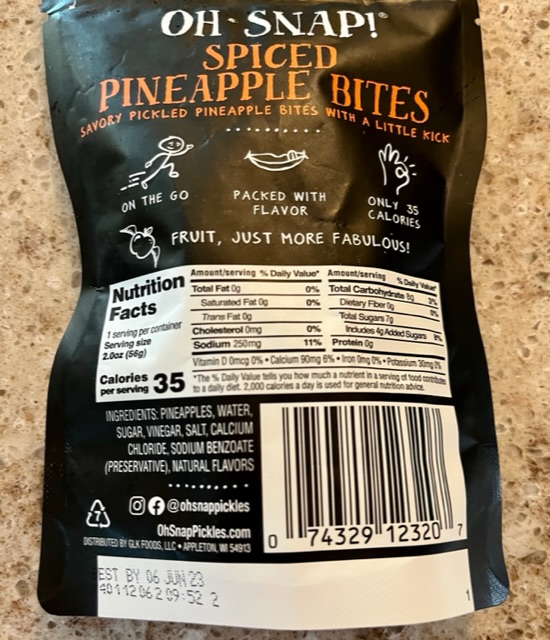 OH SNAP!®
SPICED
PINEAPPLE BITES
SAVORY PICKLED PINEAPPLE BITES WITH A LITTLE KICK
ON THE GO
PACKED WITH
FLAVOR
ONLY 35
CALORIES
FRUIT, JUST MORE FABULOUS!
Nutrition
Facts
1 serving per container
Serving size
2.0oz (56g)
Calories
per serving 35
Amount/serving % Daily Value*
Total Fat 0g 0%
Saturated Fat 0g 0%
Trans Fat 0g
Cholesterol 0mg 0%
Sodium 250mg 11%
Amount/serving % Daily Value*
Total Carbohydrate 8g 3%
Dietary Fiber 0g 0%
Total Sugars 7g
Includes 4g Added Sugars 8%
Protein 0g
Vitamin D 0mcg 0% • Calcium 90mg 6% • Iron 0mg 0% • Potassium 30mg 0%
*The % Daily Value tells you how much a nutrient in a serving of food contributes
to a daily diet. 2,000 calories a day is used for general nutrition advice.
INGREDIENTS: PINEAPPLES, WATER,
SUGAR, VINEGAR, SALT, CALCIUM
CHLORIDE, SODIUM BENZOATE
(PRESERVATIVE), NATURAL FLAVORS
7
@ohsnappickles
OhSnapPickles.com
DISTRIBUTED BY GLK FOODS, LLC • APPLETON, WI 54913
0 74329 12320 7
EST BY 06 JUN 23
40112062 09:52 2
1